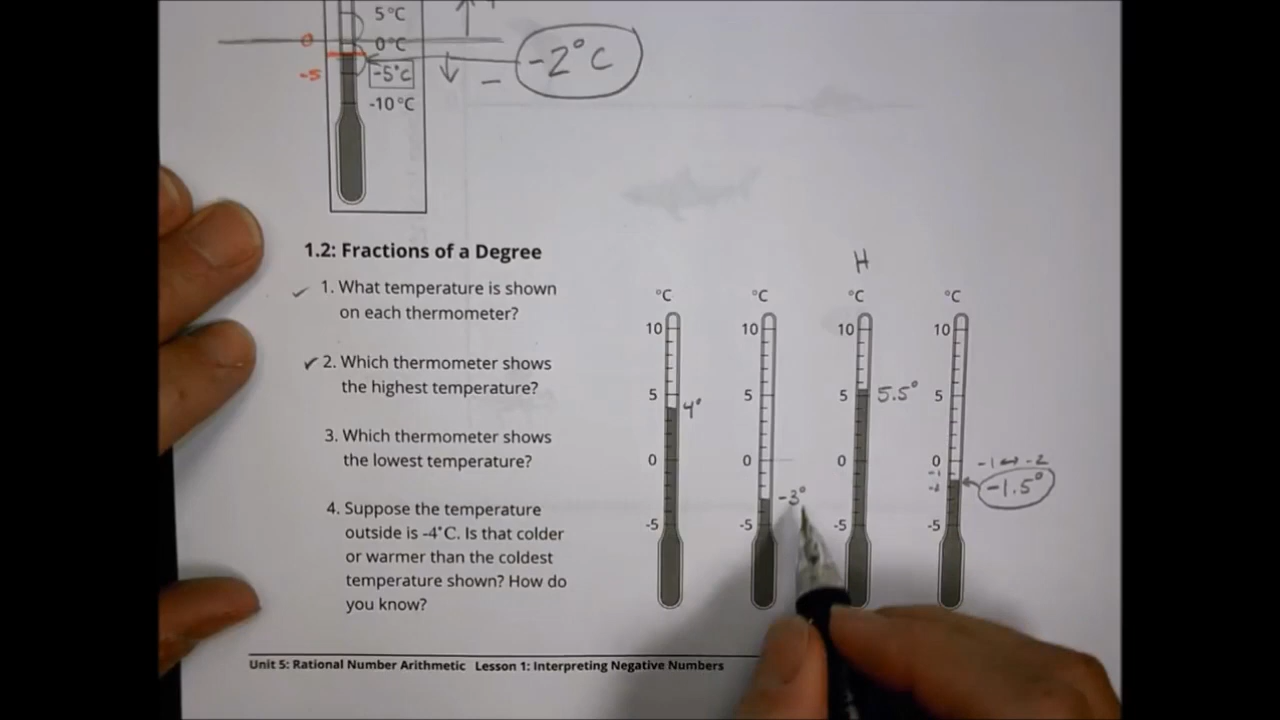 5°C
0
0°C
-5
-5°C
-2°C
-
-10°C
1.2: Fractions of a Degree
1. What temperature is shown
on each thermometer?
2. Which thermometer shows
the highest temperature?
3. Which thermometer shows
the lowest temperature?
4. Suppose the temperature
outside is -4°C. Is that colder
or warmer than the coldest
temperature shown? How do
you know?
H
°C °C °C °C
10 10 10 10
5 5 5 5
4° 5.5°
0 0 0 0
-1 ↔ -2
-1
-2
-3° -1.5°
-5 -5 -5 -5
Unit 5: Rational Number Arithmetic Lesson 1: Interpreting Negative Numbers